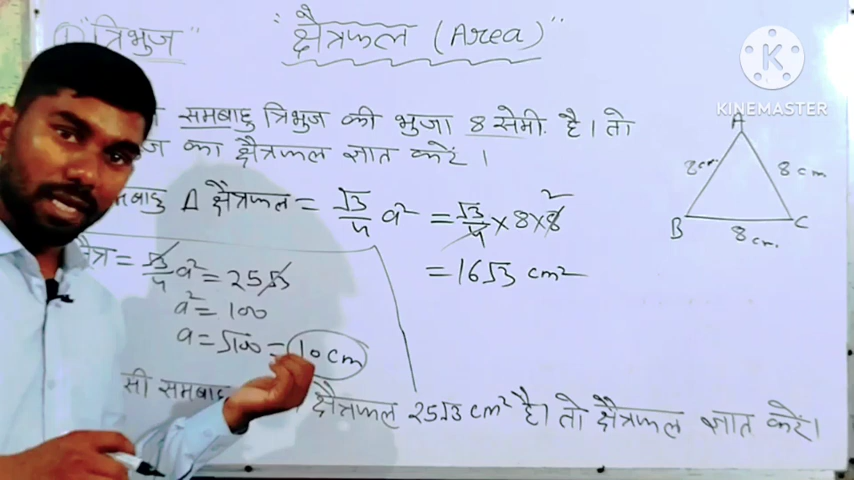 ① "त्रिभुज" "क्षैत्रफल (Area)"
समबाहु त्रिभुज की भुजा 8 सेमी. है। तो
का क्षैत्रफल ज्ञात करें।
Δ क्षैत्रफल = √3/4 a² = √3/4 × 8 × 8 2
= 16√3 cm²
= √3/4 a² = 25√3
a² = 100
a = √100 = 10 cm
क्षैत्रफल 25√3 cm² है। तो क्षैत्रफल ज्ञात करें।
A
8 cm 8 cm
B C
8 cm.
KINEMASTER